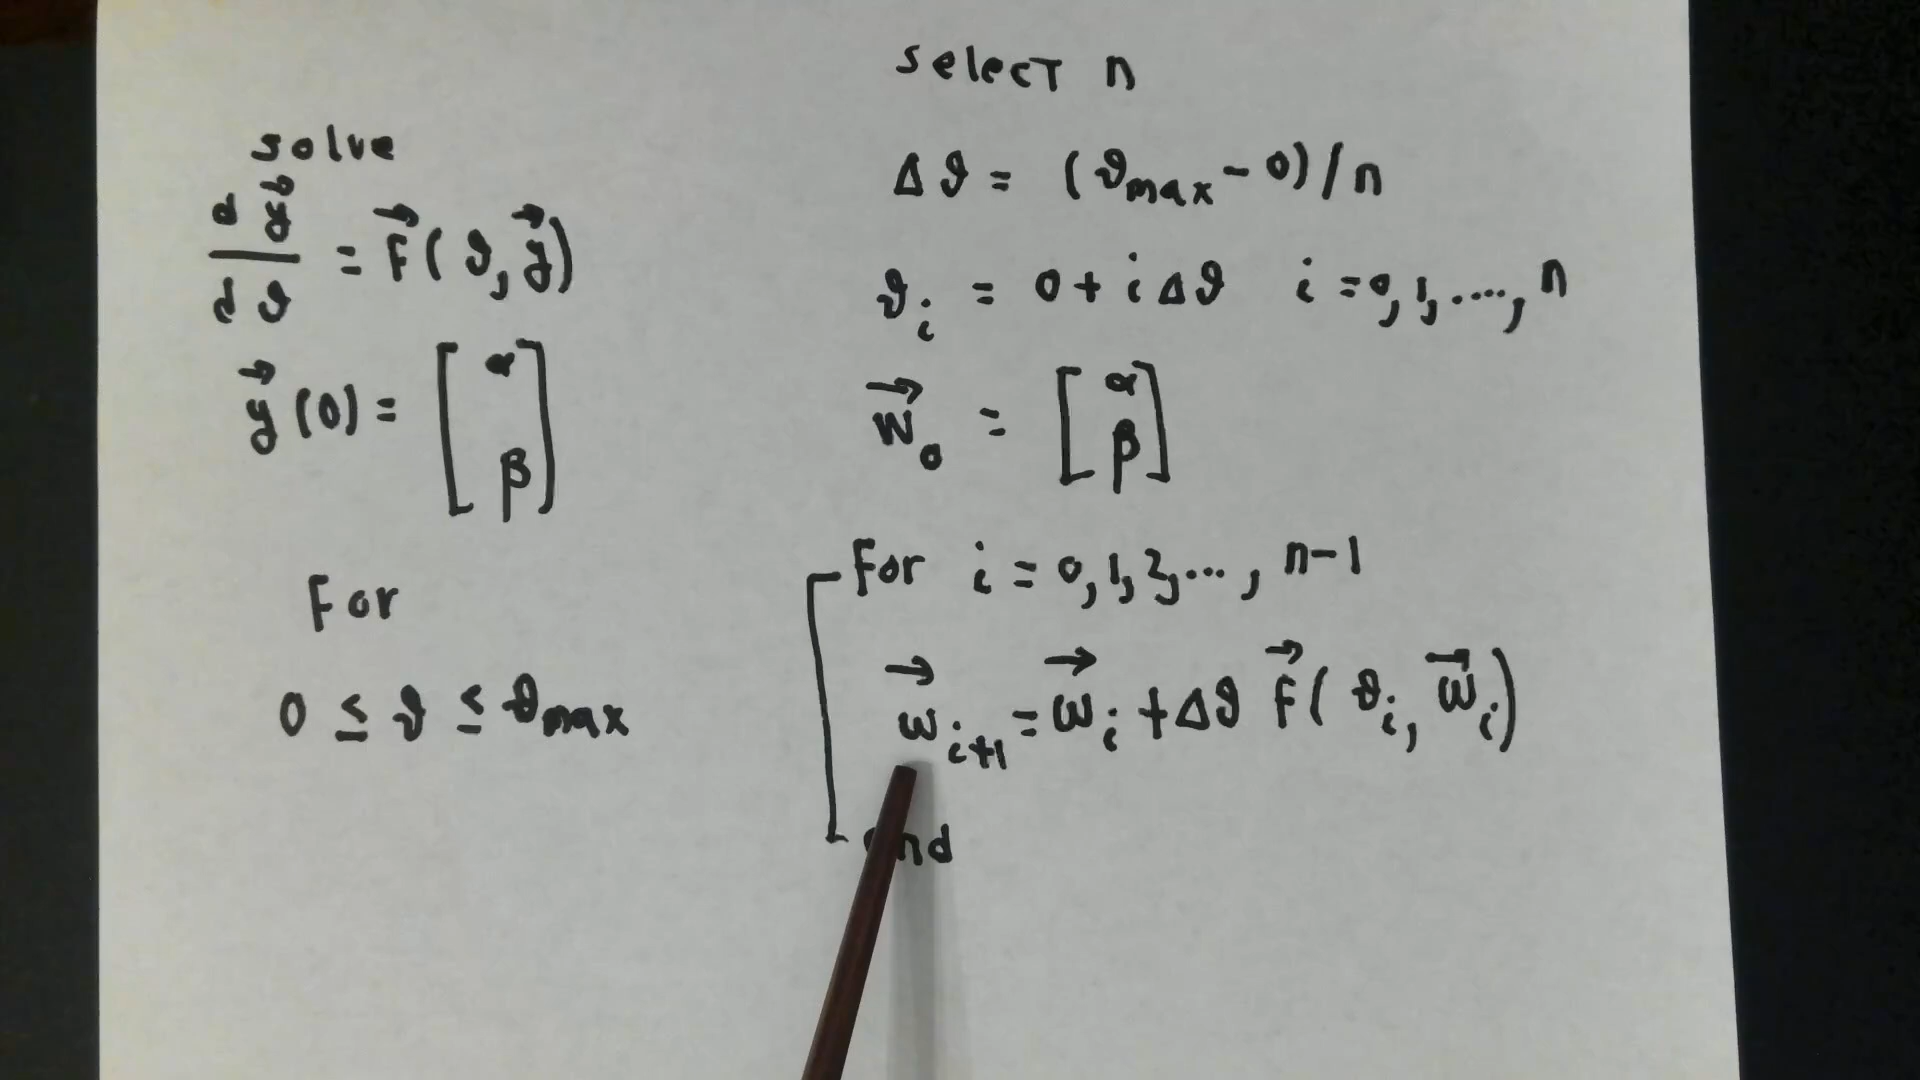 solve
dy⃗/dϑ = F⃗(ϑ, y⃗)
y⃗(0) = [α β]
For
0 ≤ ϑ ≤ ϑmax
select n
Δϑ = (ϑmax - 0)/n
ϑi = 0 + iΔϑ i = 0, 1, ...., n
w⃗0 = [α β]
For i = 0, 1, 2, ..., n-1
w⃗i+1 = w⃗i + Δϑ F⃗(ϑi, w⃗i)
end